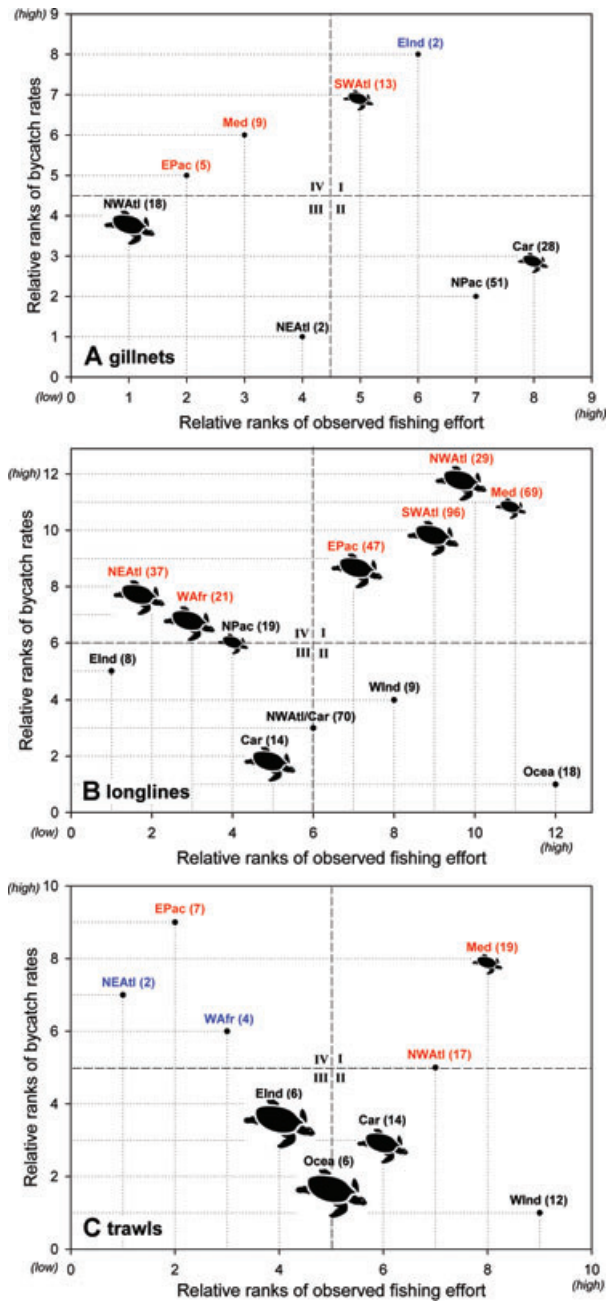 (high)
9
8
7
6
5
4
3
2
1
0
Relative ranks of bycatch rates
EInd (2)
SWAtl (13)
Med (9)
EPac (5)
IV I
III II
NWAtl (18)
Car (28)
NPac (51)
NEAtl (2)
A gillnets
(low) 1 2 3 4 5 6 7 8 9
(high)
Relative ranks of observed fishing effort
(high)
12
10
8
6
4
2
0
Relative ranks of bycatch rates
NWAtl (29)
Med (69)
SWAtl (96)
EPac (47)
NEAtl (37)
WAfr (21)
NPac (19)
IV I
III II
EInd (8)
WInd (9)
NWAtl/Car (70)
Car (14)
Ocea (18)
B longlines
(low) 0 2 4 6 8 10 12
(high)
Relative ranks of observed fishing effort
(high)
10
8
6
4
2
0
Relative ranks of bycatch rates
EPac (7)
Med (19)
NEAtl (2)
WAfr (4)
NWAtl (17)
IV I
III II
EInd (6)
Car (14)
Ocea (6)
WInd (12)
C trawls
(low) 0 2 4 6 8 10
(high)
Relative ranks of observed fishing effort